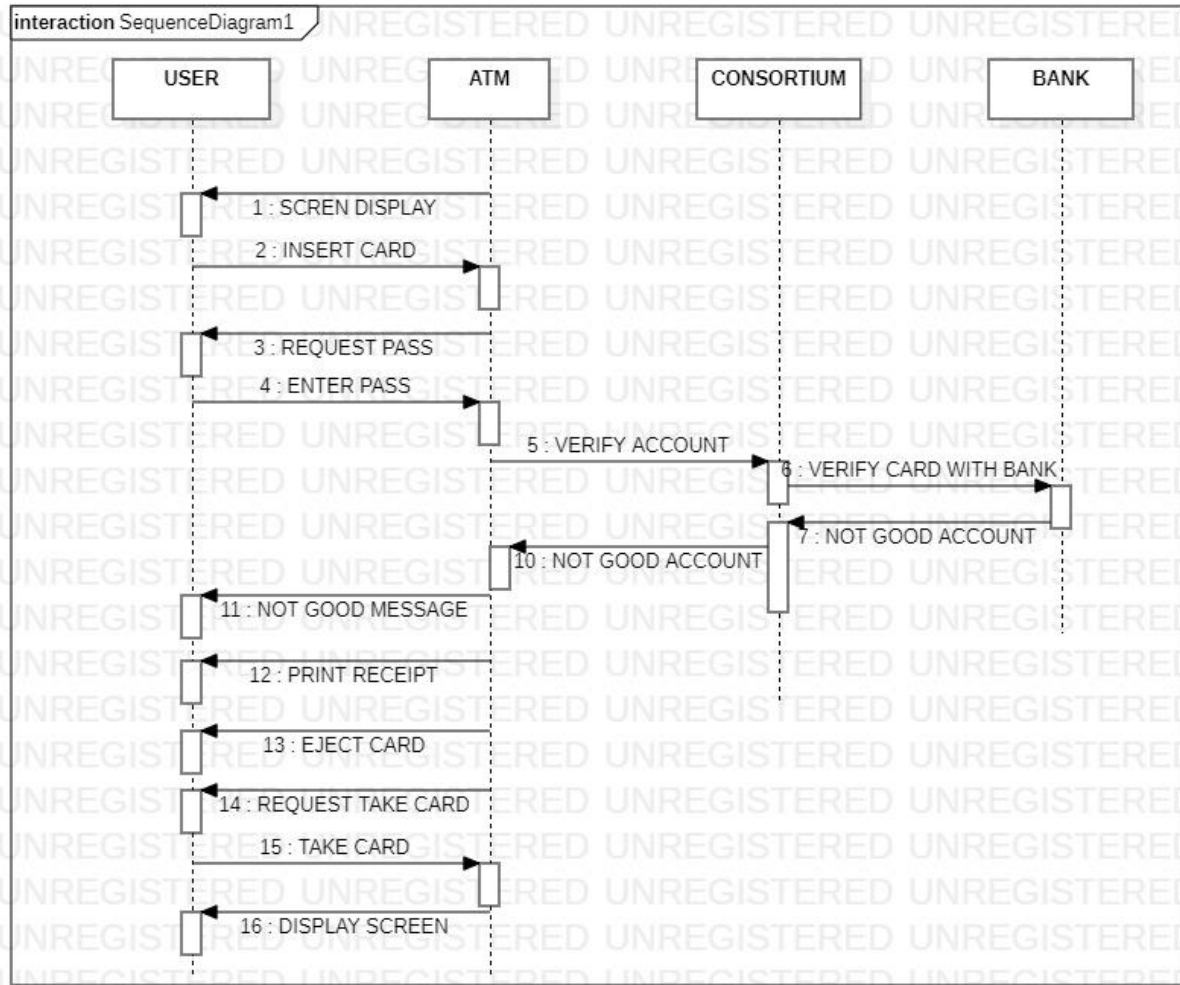 interaction SequenceDiagram1
USER
ATM
CONSORTIUM
BANK
1 : SCREN DISPLAY
2 : INSERT CARD
3 : REQUEST PASS
4 : ENTER PASS
5 : VERIFY ACCOUNT
6 : VERIFY CARD WITH BANK
7 : NOT GOOD ACCOUNT
10 : NOT GOOD ACCOUNT
11 : NOT GOOD MESSAGE
12 : PRINT RECEIPT
13 : EJECT CARD
14 : REQUEST TAKE CARD
15 : TAKE CARD
16 : DISPLAY SCREEN
UNREGISTERED